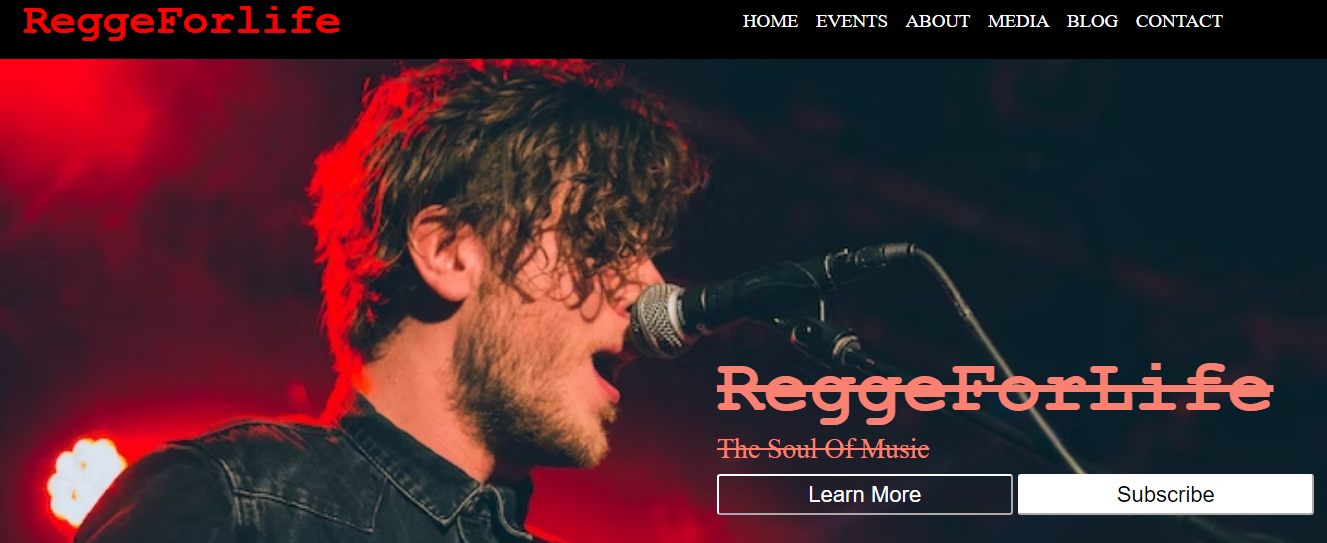 ReggeForlife
HOME EVENTS ABOUT MEDIA BLOG CONTACT
ReggeForLife
The Soul Of Music
Learn More Subscribe